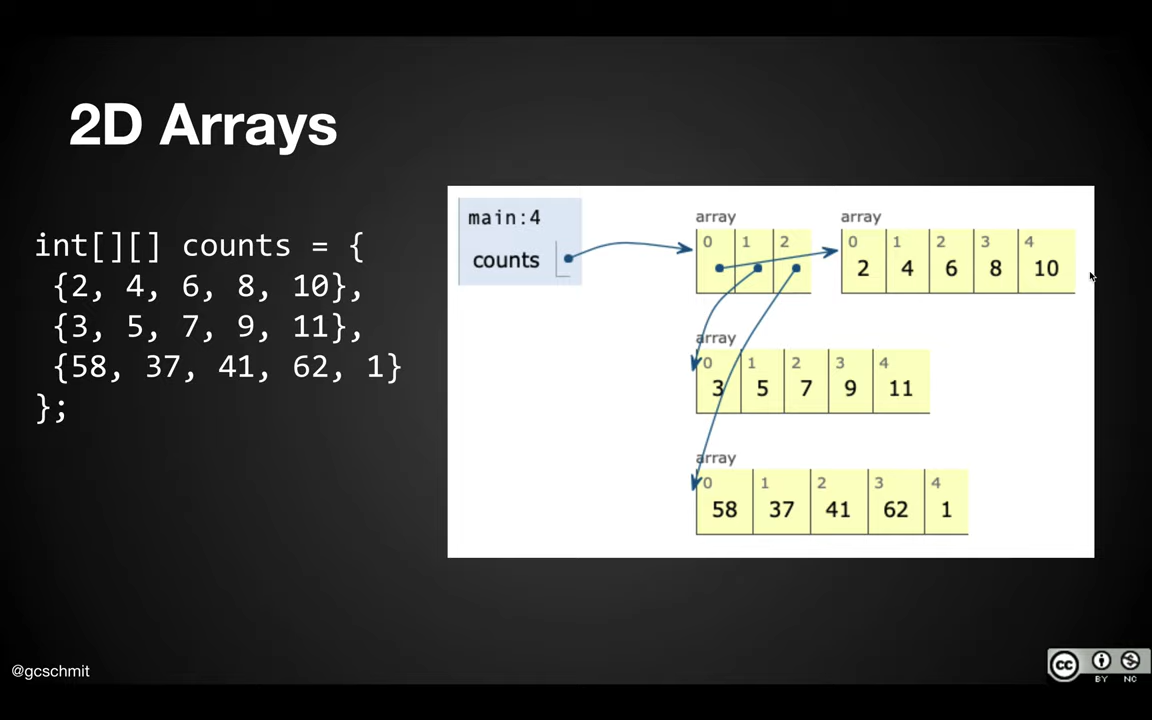 2D Arrays
int[][] counts = {
{2, 4, 6, 8, 10},
{3, 5, 7, 9, 11},
{58, 37, 41, 62, 1}
};
main:4
counts
array
0 1 2
array
0 1 2 3 4
2 4 6 8 10
array
0 1 2 3 4
3 5 7 9 11
array
0 1 2 3 4
58 37 41 62 1
@gcschmit
cc
BY NC